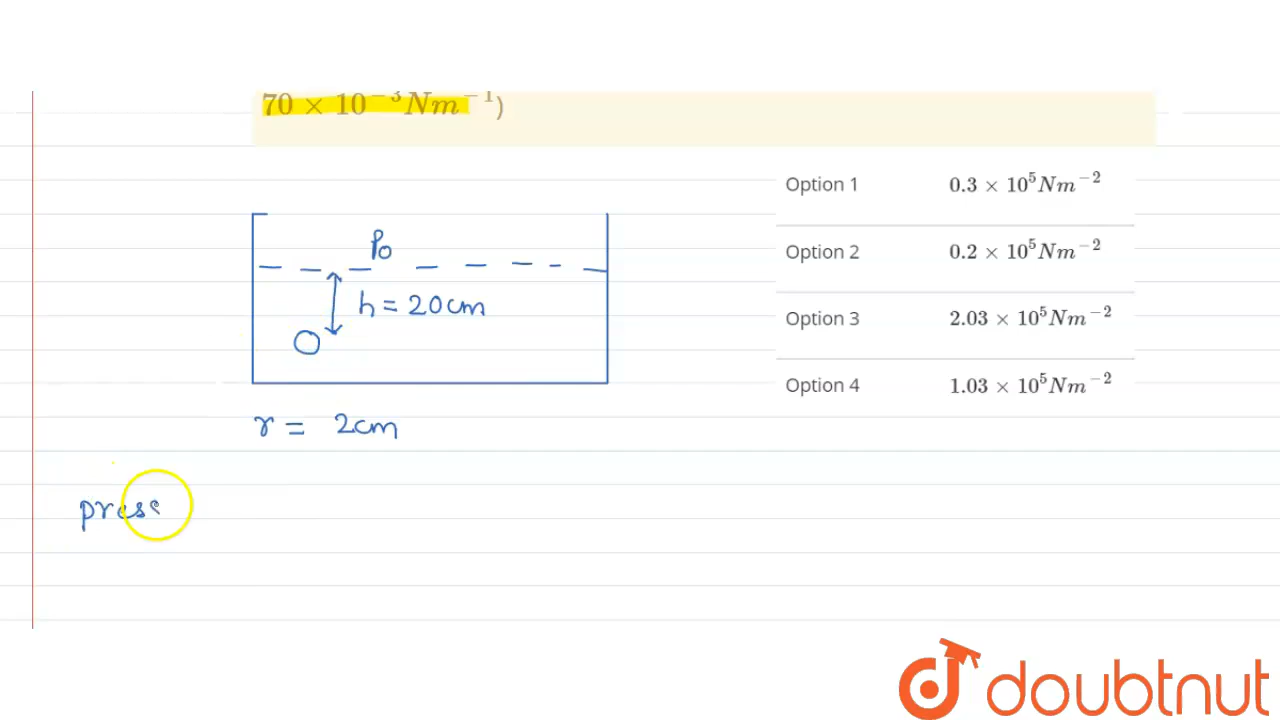 70 × 10⁻³Nm⁻¹)
P₀
h = 20cm
r = 2cm
press
Option 1 0.3 × 10⁵Nm⁻²
Option 2 0.2 × 10⁵Nm⁻²
Option 3 2.03 × 10⁵Nm⁻²
Option 4 1.03 × 10⁵Nm⁻²
doubtnut